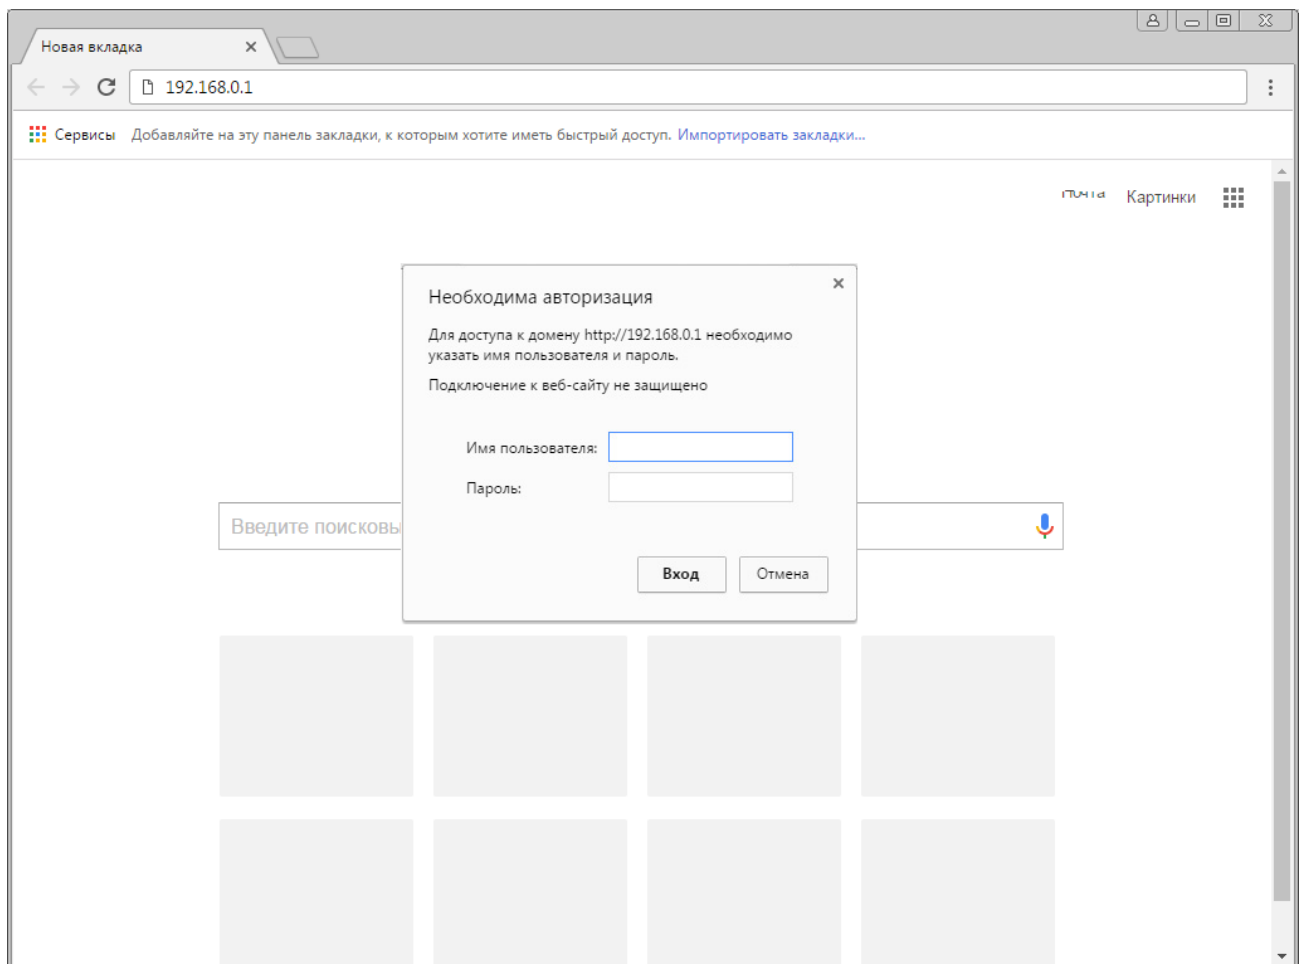 Новая вкладка
192.168.0.1
Сервисы Добавляйте на эту панель закладки, к которым хотите иметь быстрый доступ. Импортировать закладки...
Почта Картинки
Необходима авторизация
Для доступа к домену http://192.168.0.1 необходимо
указать имя пользователя и пароль.
Подключение к веб-сайту не защищено
Имя пользователя:
Пароль:
Введите поисковы
Вход Отмена